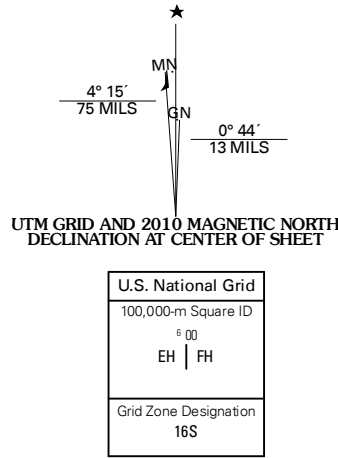 ★
MN
4° 15´
75 MILS
GN
0° 44´
13 MILS
UTM GRID AND 2010 MAGNETIC NORTH
DECLINATION AT CENTER OF SHEET
U.S. National Grid
100,000-m Square ID
6 00
EH | FH
Grid Zone Designation
16S